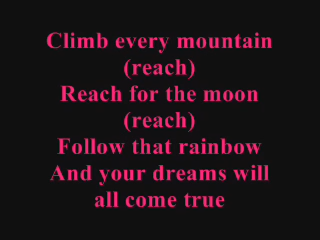 Climb every mountain
(reach)
Reach for the moon
(reach)
Follow that rainbow
And your dreams will
all come true